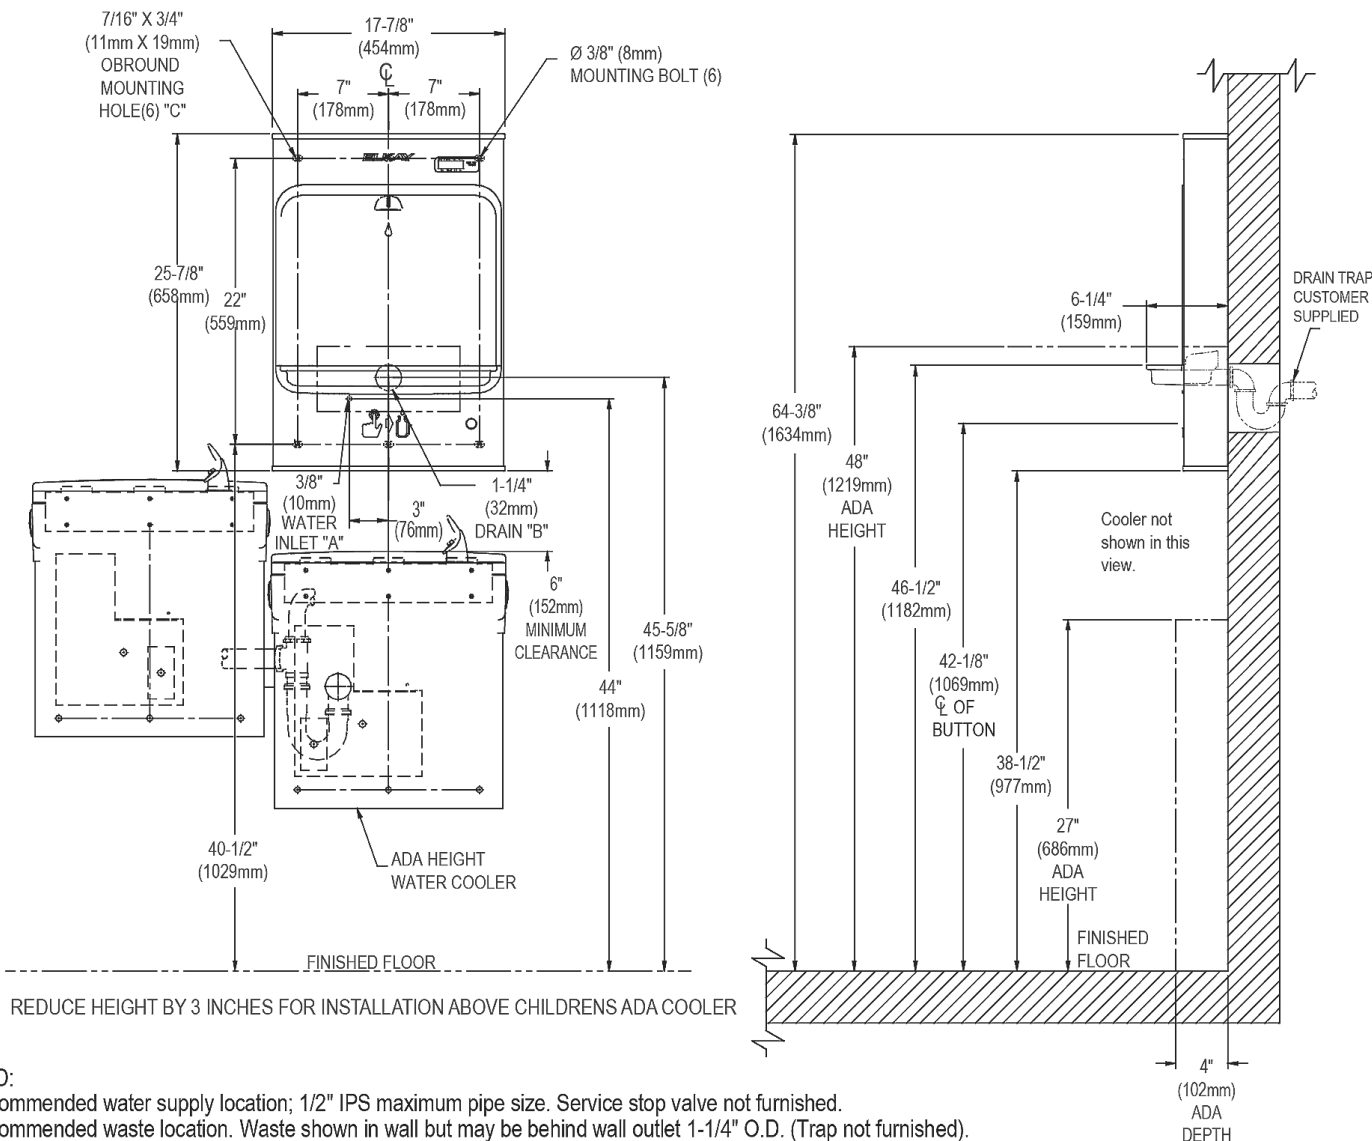 7/16" X 3/4"
(11mm X 19mm)
OBROUND
MOUNTING
HOLE(6) "C"
17-7/8"
(454mm)
℄
7"
(178mm)
7"
(178mm)
Ø 3/8" (8mm)
MOUNTING BOLT (6)
ELKAY
25-7/8"
(658mm)
22"
(559mm)
3/8"
(10mm)
WATER
INLET "A"
3"
(76mm)
1-1/4"
(32mm)
DRAIN "B"
6"
(152mm)
MINIMUM
CLEARANCE
45-5/8"
(1159mm)
44"
(1118mm)
40-1/2"
(1029mm)
ADA HEIGHT
WATER COOLER
FINISHED FLOOR
REDUCE HEIGHT BY 3 INCHES FOR INSTALLATION ABOVE CHILDRENS ADA COOLER
6-1/4"
(159mm)
DRAIN TRAP
CUSTOMER
SUPPLIED
64-3/8"
(1634mm)
48"
(1219mm)
ADA
HEIGHT
46-1/2"
(1182mm)
42-1/8"
(1069mm)
℄ OF
BUTTON
38-1/2"
(977mm)
Cooler not
shown in this
view.
27"
(686mm)
ADA
HEIGHT
FINISHED
FLOOR
4"
(102mm)
ADA
DEPTH
D:
ommended water supply location; 1/2" IPS maximum pipe size. Service stop valve not furnished.
ommended waste location. Waste shown in wall but may be behind wall outlet 1-1/4" O.D. (Trap not furnished).